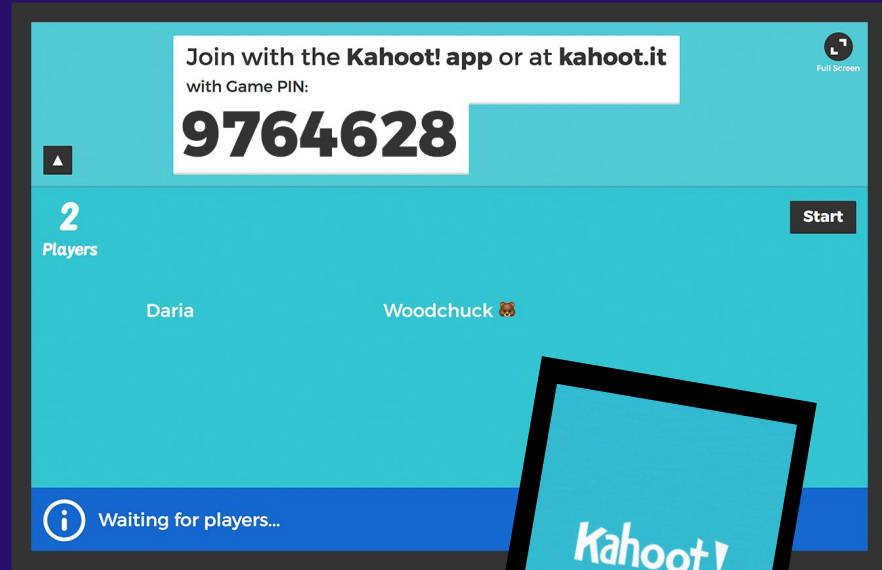 Join with the Kahoot! app or at kahoot.it
with Game PIN:
9764628
Full Screen
2
Players
Start
Daria
Woodchuck 🐻
Waiting for players...
Kahoot!